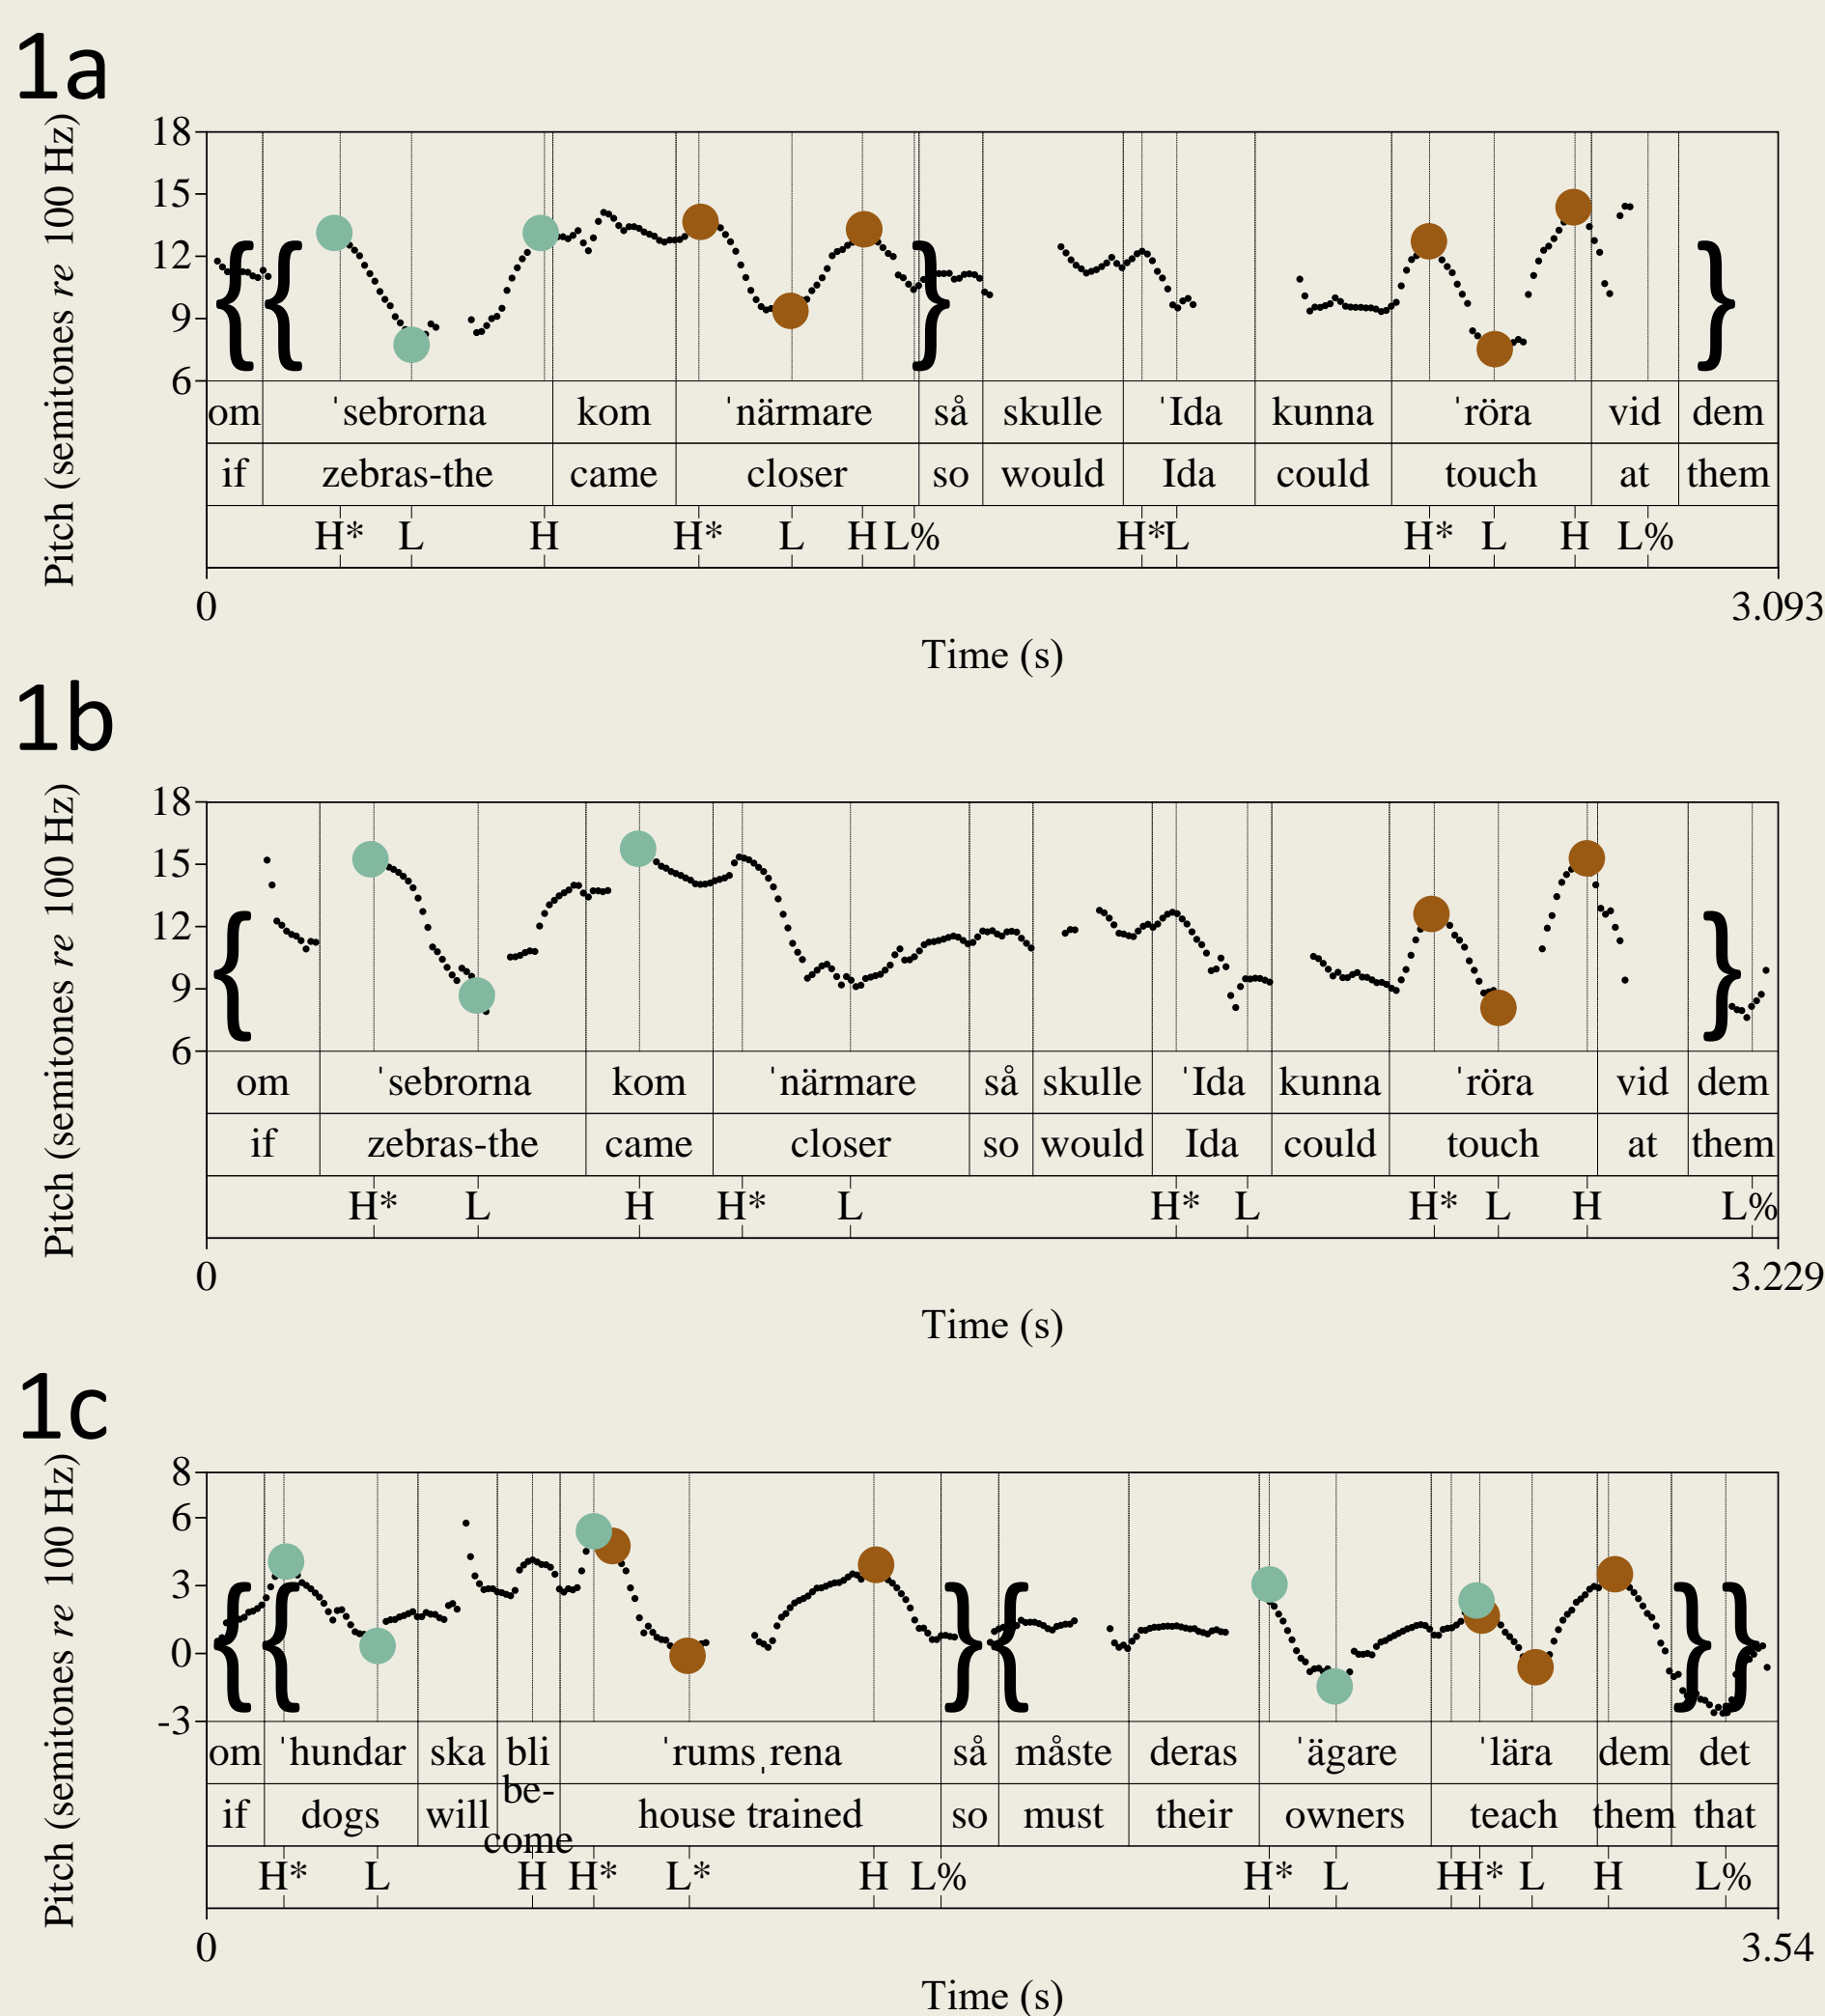 1a
Pitch (semitones re 100 Hz)
18
15
12
9
6
{ { } }
om ˈsebrorna kom ˈnärmare så skulle ˈIda kunna ˈröra vid dem
if zebras-the came closer so would Ida could touch at them
H* L H H* L H L% H* L H* L H L%
0 3.093
Time (s)
1b
Pitch (semitones re 100 Hz)
18
15
12
9
6
{ }
om ˈsebrorna kom ˈnärmare så skulle ˈIda kunna ˈröra vid dem
if zebras-the came closer so would Ida could touch at them
H* L H H* L H* L H* L H L%
0 3.229
Time (s)
1c
Pitch (semitones re 100 Hz)
8
6
3
0
-3
{ { } { } }
om ˈhundar ska bli ˈrumsˌrena så måste deras ˈägare ˈlära dem det
if dogs will be-come house trained so must their owners teach them that
H* L H H* L* H L% H* L H H* L H L%
0 3.54
Time (s)